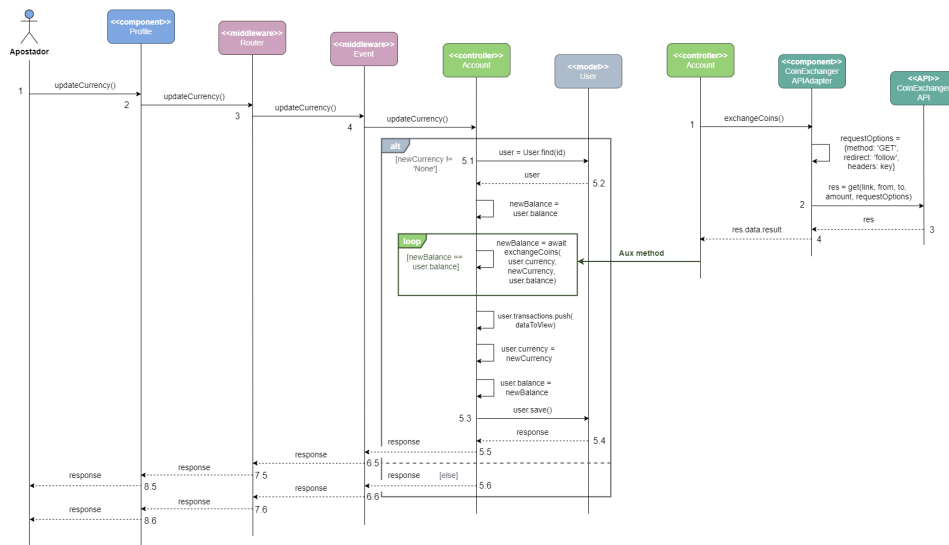 Apostador
<<component>>
Profile
<<middleware>>
Router
<<middleware>>
Event
<<controller>>
Account
<<model>>
User
<<controller>>
Account
<<component>>
CoinExchanger
APIAdapter
<<API>>
CoinExchanger
API
1
updateCurrency()
2
updateCurrency()
3
updateCurrency()
4
updateCurrency()
alt
[newCurrency !=
'None']
5.1
user = User.find(id)
user
5.2
newBalance =
user.balance
loop
[newBalance ==
user.balance]
newBalance = await
exchangeCoins(
user.currency,
newCurrency,
user.balance)
Aux method
user.transactions.push(
dataToView)
user.currency =
newCurrency
user.balance =
newBalance
5.3
user.save()
response
5.4
response
5.5
response
6.5
response
7.5
response
8.5
response
[else]
5.6
response
6.6
response
7.6
response
8.6
1
exchangeCoins()
requestOptions =
{method: 'GET',
redirect: 'follow',
headers: key}
2
res = get(link, from, to,
amount, requestOptions)
res
3
res.data.result
4